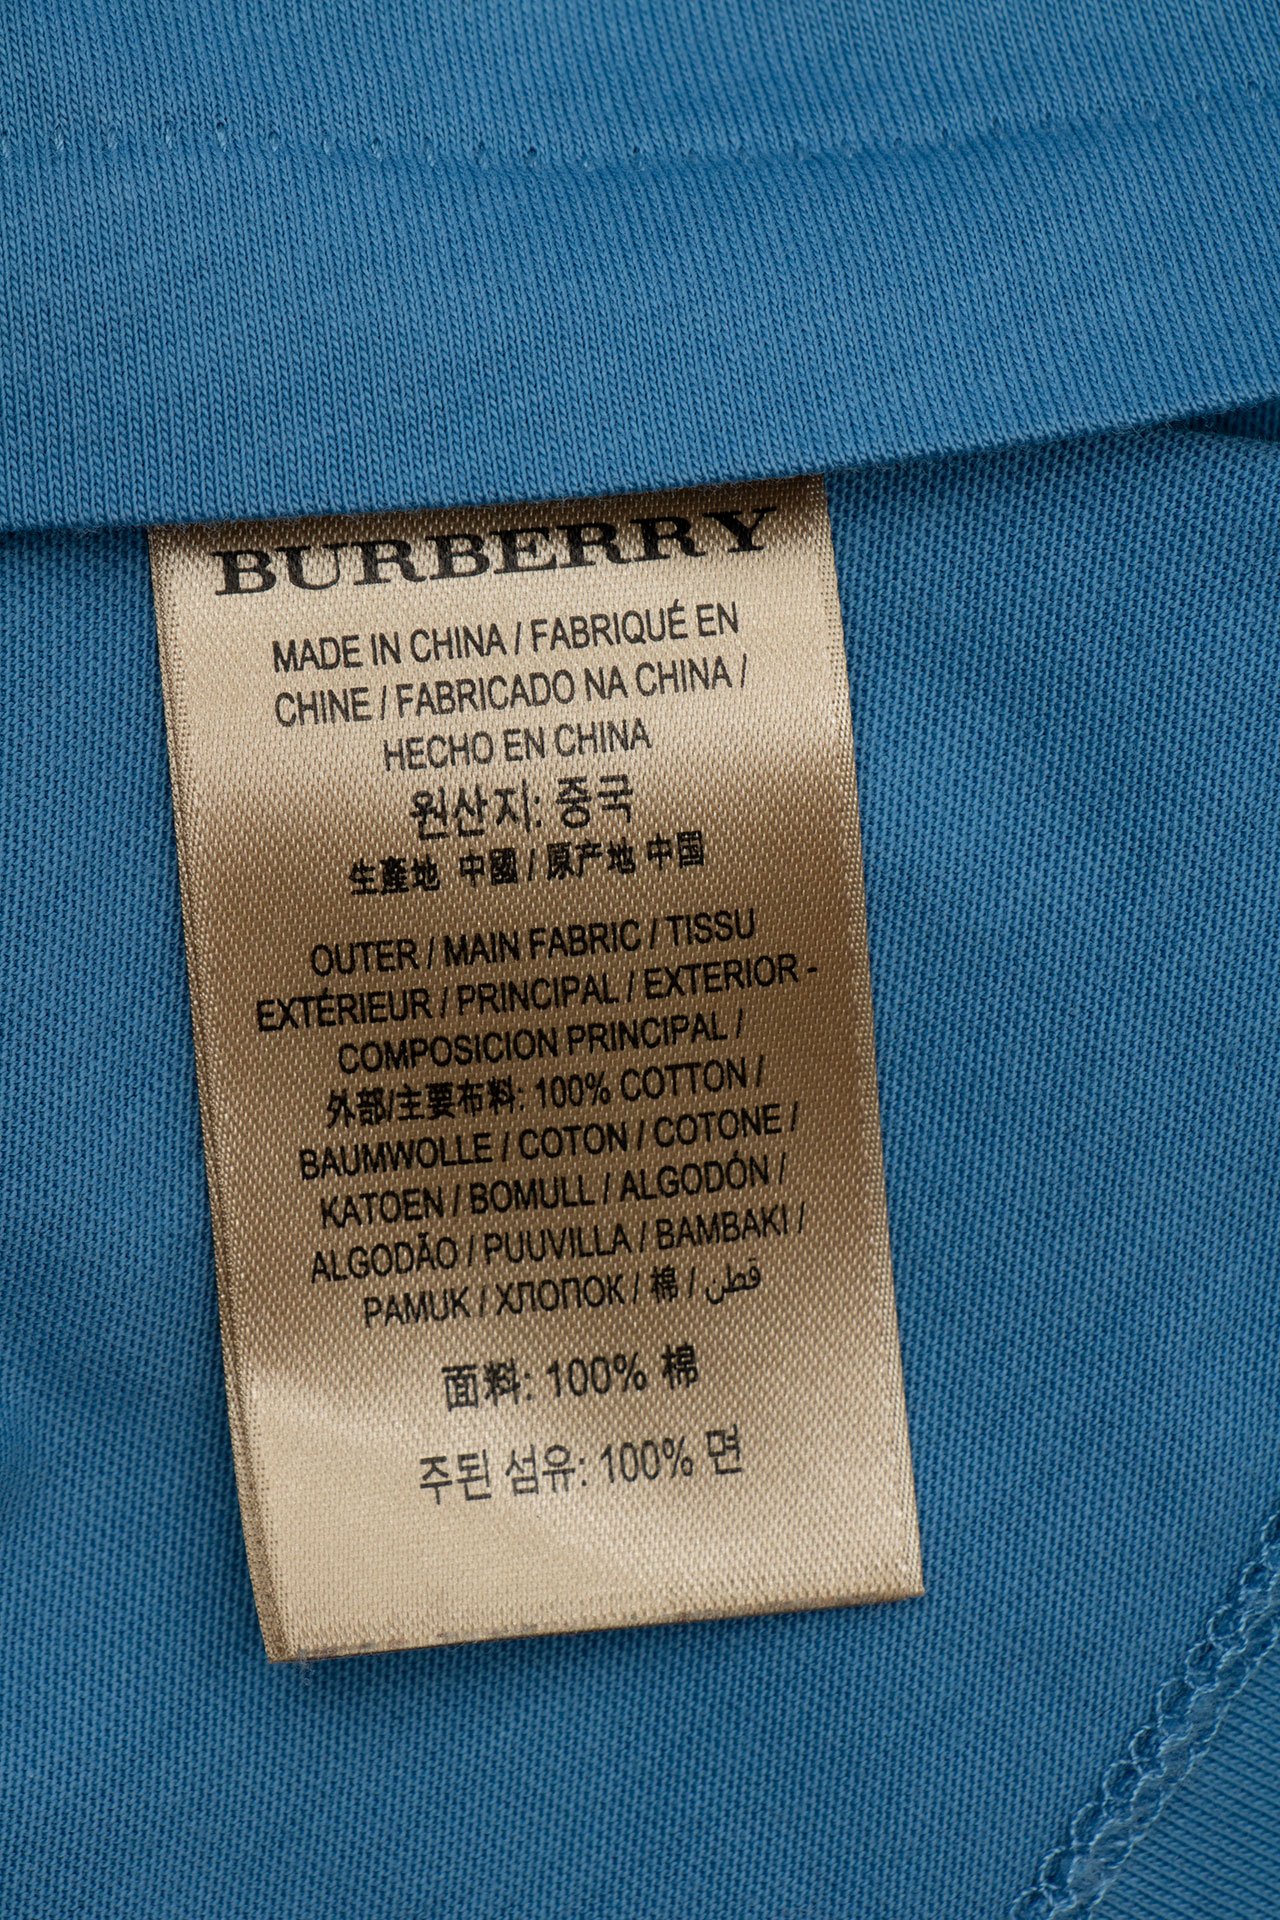 BURBERRY
MADE IN CHINA / FABRIQUÉ EN
CHINE / FABRICADO NA CHINA /
HECHO EN CHINA
원산지: 중국
生產地 中國 / 原产地 中国
OUTER / MAIN FABRIC / TISSU
EXTÉRIEUR / PRINCIPAL / EXTERIOR -
COMPOSICION PRINCIPAL /
外部/主要布料: 100% COTTON /
BAUMWOLLE / COTON / COTONE /
KATOEN / BOMULL / ALGODÓN /
ALGODÃO / PUUVILLA / BAMBAKI /
PAMUK / ХЛОПОК / 棉 / قطن
面料: 100% 棉
주된 섬유: 100% 면